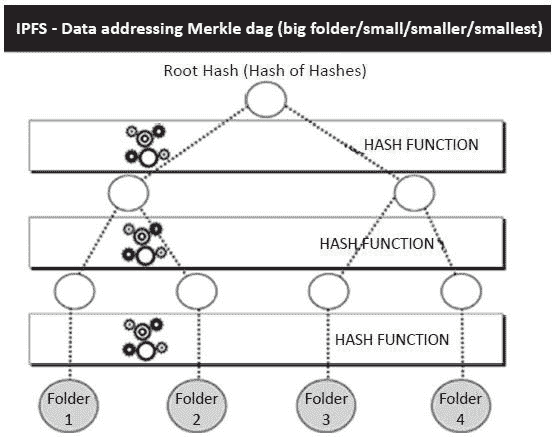 IPFS - Data addressing Merkle dag (big folder/small/smaller/smallest)
Root Hash (Hash of Hashes)
HASH FUNCTION
HASH FUNCTION
HASH FUNCTION
Folder
1
Folder
2
Folder
3
Folder
4